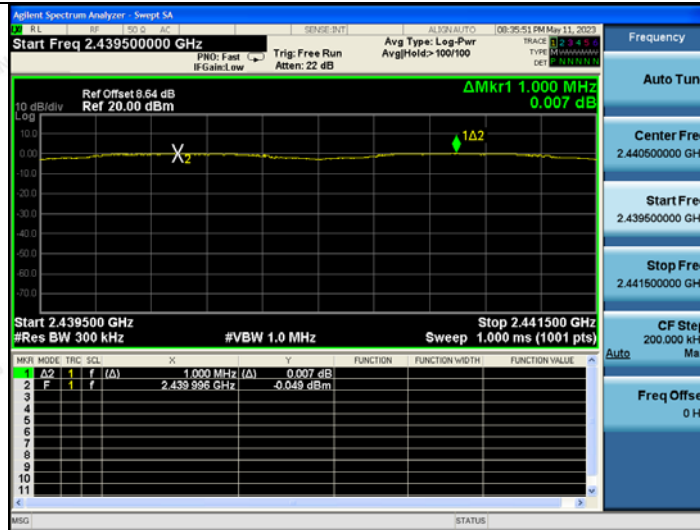 Agilent Spectrum Analyzer - Swept SA
RL RF 50 Ω AC SENSE:INT ALIGN AUTO 08:35:51 PM May 11, 2023
Start Freq 2.439500000 GHz
PNO: Fast
IFGain:Low
Trig: Free Run
Atten: 22 dB
Avg Type: Log-Pwr
Avg|Hold:> 100/100
TRACE 1 2 3 4 5 6
TYPE M
DET P N N N N N
Frequency
Auto Tun
Center Fre
2.440500000 GH
Start Fre
2.439500000 GH
Stop Fre
2.441500000 GH
CF Step
200.000 kH
Auto Ma
Freq Offse
0 H
ΔMkr1 1.000 MHz
0.007 dB
Ref Offset 8.64 dB
10 dB/div Ref 20.00 dBm
Log
10.0
0.00
-10.0
-20.0
-30.0
-40.0
-50.0
-60.0
-70.0
X2
1Δ2
Start 2.439500 GHz Stop 2.441500 GHz
#Res BW 300 kHz #VBW 1.0 MHz Sweep 1.000 ms (1001 pts)
MKR MODE TRC SCL X Y FUNCTION FUNCTION WIDTH FUNCTION VALUE
1 Δ2 1 f (Δ) 1.000 MHz (Δ) 0.007 dB
2 F 1 f 2.439 996 GHz -0.049 dBm
3
4
5
6
7
8
9
10
11
MSG STATUS